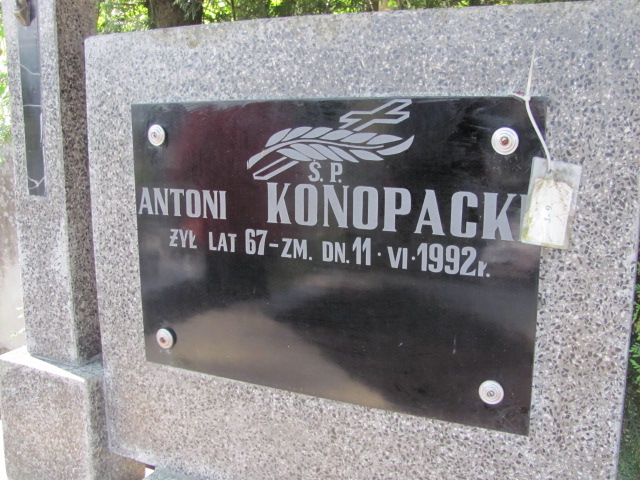 Ś.P.
ANTONI KONOPACKI
ŻYŁ LAT 67 - ZM. DN. 11 · VI · 1992 r.